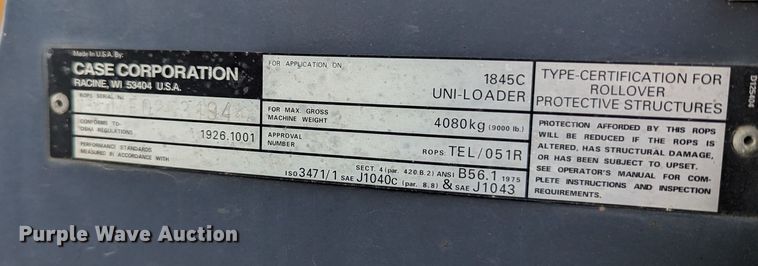 Made in U.S.A. By:
CASE CORPORATION
RACINE, WI 53404 U.S.A.
ROPS SERIAL
CONFORMS TO-
OSHA REGULATIONS 1926.1001
PERFORMANCE STANDARDS
MEASURED IN ACCORDANCE WITH
FOR APPLICATION ON
1845C
UNI-LOADER
FOR MAX. GROSS
MACHINE WEIGHT 4080kg (9000 lb.)
APPROVAL
NUMBER ROPS: TEL/051R
SECT. 4 (par. 420.B.2) ANSI B56.1 1975
ISO 3471/1 SAE J1040C (par. 8.8) & SAE J1043
TYPE-CERTIFICATION FOR
ROLLOVER
PROTECTIVE STRUCTURES
PROTECTION AFFORDED BY THIS ROPS
WILL BE REDUCED IF THE ROPS IS
ALTERED, HAS STRUCTURAL DAMAGE,
OR HAS BEEN SUBJECT TO UPSET.
SEE OPERATOR'S MANUAL FOR COM-
PLETE INSTRUCTIONS AND INSPECTION
REQUIREMENTS.
D125404
Purple Wave Auction